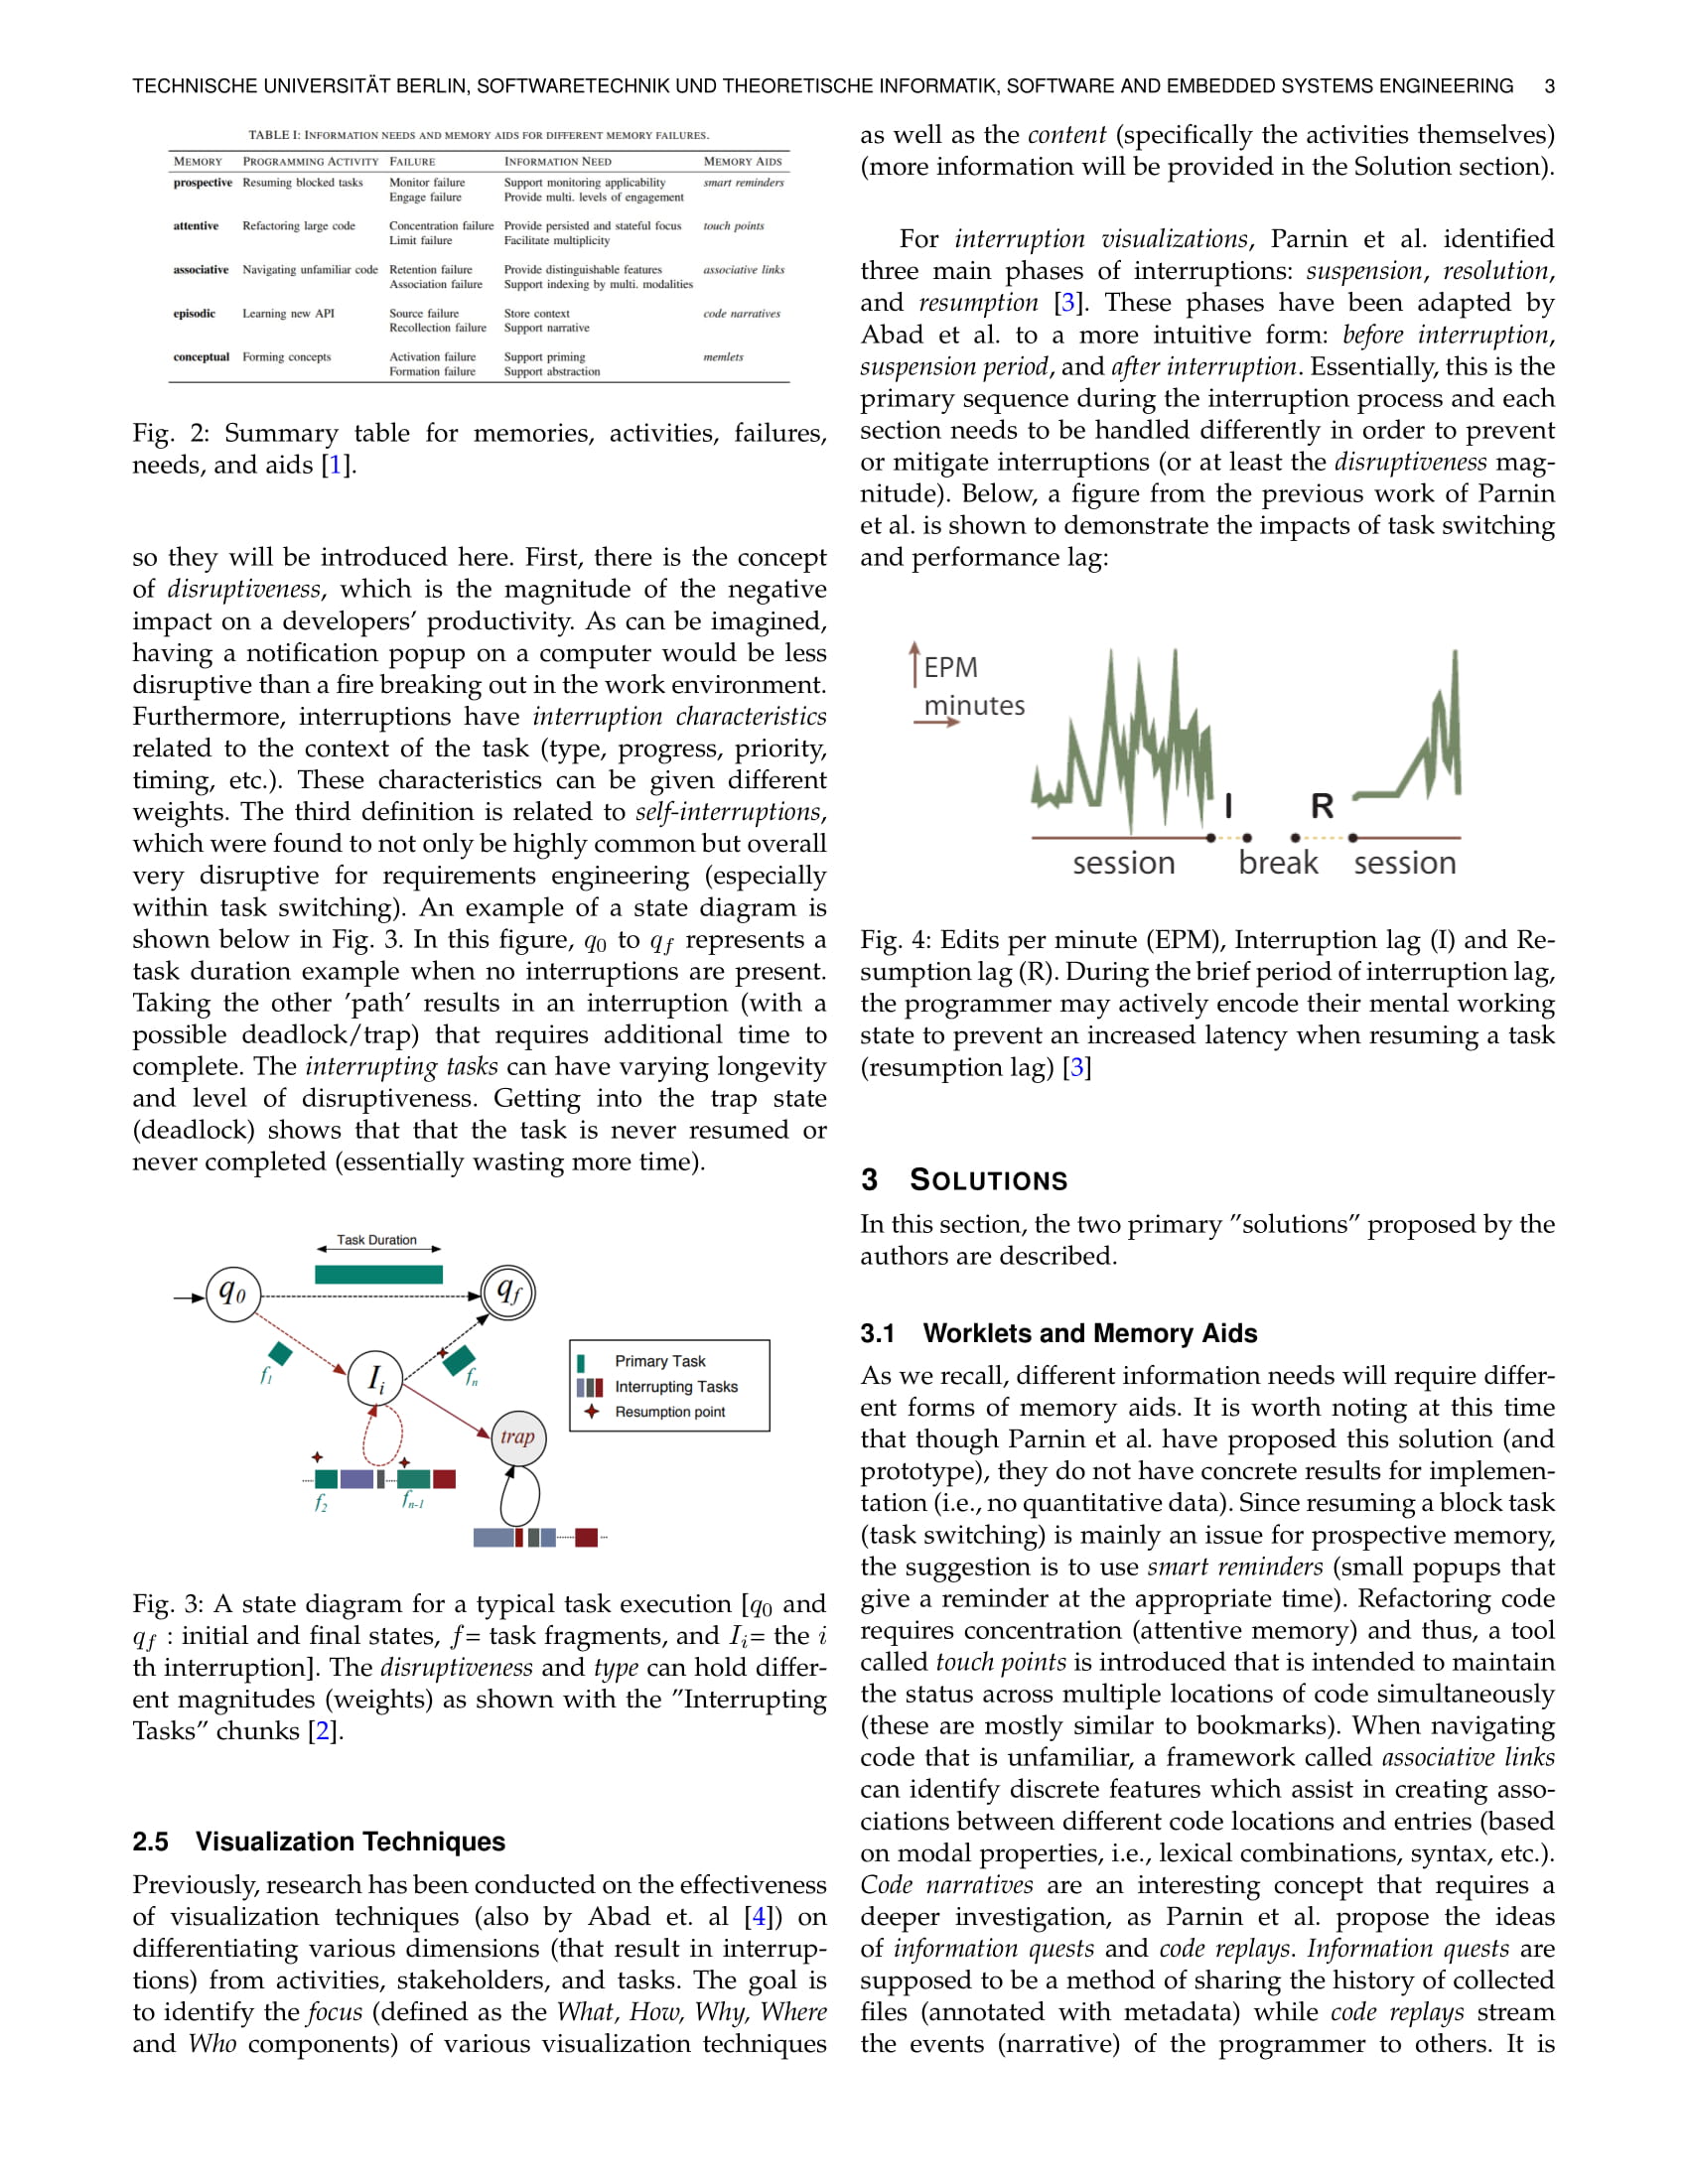 TECHNISCHE UNIVERSITÄT BERLIN, SOFTWARETECHNIK UND THEORETISCHE INFORMATIK, SOFTWARE AND EMBEDDED SYSTEMS ENGINEERING 3
TABLE I: INFORMATION NEEDS AND MEMORY AIDS FOR DIFFERENT MEMORY FAILURES.
MEMORY PROGRAMMING ACTIVITY FAILURE INFORMATION NEED MEMORY AIDS
prospective Resuming blocked tasks Monitor failure Support monitoring applicability smart reminders
Engage failure Provide multi. levels of engagement
attentive Refactoring large code Concentration failure Provide persisted and stateful focus touch points
Limit failure Facilitate multiplicity
associative Navigating unfamiliar code Retention failure Provide distinguishable features associative links
Association failure Support indexing by multi. modalities
episodic Learning new API Source failure Store context code narratives
Recollection failure Support narrative
conceptual Forming concepts Activation failure Support priming memlets
Formation failure Support abstraction
Fig. 2: Summary table for memories, activities, failures,
needs, and aids [1].
so they will be introduced here. First, there is the concept
of disruptiveness, which is the magnitude of the negative
impact on a developers’ productivity. As can be imagined,
having a notification popup on a computer would be less
disruptive than a fire breaking out in the work environment.
Furthermore, interruptions have interruption characteristics
related to the context of the task (type, progress, priority,
timing, etc.). These characteristics can be given different
weights. The third definition is related to self-interruptions,
which were found to not only be highly common but overall
very disruptive for requirements engineering (especially
within task switching). An example of a state diagram is
shown below in Fig. 3. In this figure, q0 to qf represents a
task duration example when no interruptions are present.
Taking the other ’path’ results in an interruption (with a
possible deadlock/trap) that requires additional time to
complete. The interrupting tasks can have varying longevity
and level of disruptiveness. Getting into the trap state
(deadlock) shows that that the task is never resumed or
never completed (essentially wasting more time).
Task Duration
q0
qf
f1
Ii
fn
trap
f2
fn-1
Primary Task
Interrupting Tasks
Resumption point
Fig. 3: A state diagram for a typical task execution [q0 and
qf : initial and final states, f= task fragments, and Ii= the i
th interruption]. The disruptiveness and type can hold differ-
ent magnitudes (weights) as shown with the ”Interrupting
Tasks” chunks [2].
2.5 Visualization Techniques
Previously, research has been conducted on the effectiveness
of visualization techniques (also by Abad et. al [4]) on
differentiating various dimensions (that result in interrup-
tions) from activities, stakeholders, and tasks. The goal is
to identify the focus (defined as the What, How, Why, Where
and Who components) of various visualization techniques
as well as the content (specifically the activities themselves)
(more information will be provided in the Solution section).
For interruption visualizations, Parnin et al. identified
three main phases of interruptions: suspension, resolution,
and resumption [3]. These phases have been adapted by
Abad et al. to a more intuitive form: before interruption,
suspension period, and after interruption. Essentially, this is the
primary sequence during the interruption process and each
section needs to be handled differently in order to prevent
or mitigate interruptions (or at least the disruptiveness mag-
nitude). Below, a figure from the previous work of Parnin
et al. is shown to demonstrate the impacts of task switching
and performance lag:
EPM
minutes
I R
session break session
Fig. 4: Edits per minute (EPM), Interruption lag (I) and Re-
sumption lag (R). During the brief period of interruption lag,
the programmer may actively encode their mental working
state to prevent an increased latency when resuming a task
(resumption lag) [3]
3 SOLUTIONS
In this section, the two primary ”solutions” proposed by the
authors are described.
3.1 Worklets and Memory Aids
As we recall, different information needs will require differ-
ent forms of memory aids. It is worth noting at this time
that though Parnin et al. have proposed this solution (and
prototype), they do not have concrete results for implemen-
tation (i.e., no quantitative data). Since resuming a block task
(task switching) is mainly an issue for prospective memory,
the suggestion is to use smart reminders (small popups that
give a reminder at the appropriate time). Refactoring code
requires concentration (attentive memory) and thus, a tool
called touch points is introduced that is intended to maintain
the status across multiple locations of code simultaneously
(these are mostly similar to bookmarks). When navigating
code that is unfamiliar, a framework called associative links
can identify discrete features which assist in creating asso-
ciations between different code locations and entries (based
on modal properties, i.e., lexical combinations, syntax, etc.).
Code narratives are an interesting concept that requires a
deeper investigation, as Parnin et al. propose the ideas
of information quests and code replays. Information quests are
supposed to be a method of sharing the history of collected
files (annotated with metadata) while code replays stream
the events (narrative) of the programmer to others. It is